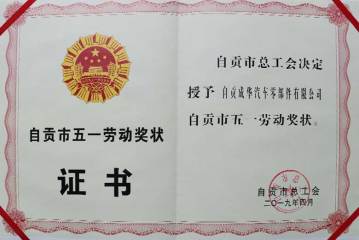 自贡市五一劳动奖状
证书
自贡市总工会决定
授予 自贡成华汽车零部件有限公司
自贡市五一劳动奖状。
自贡市总工会
二〇一九年四月